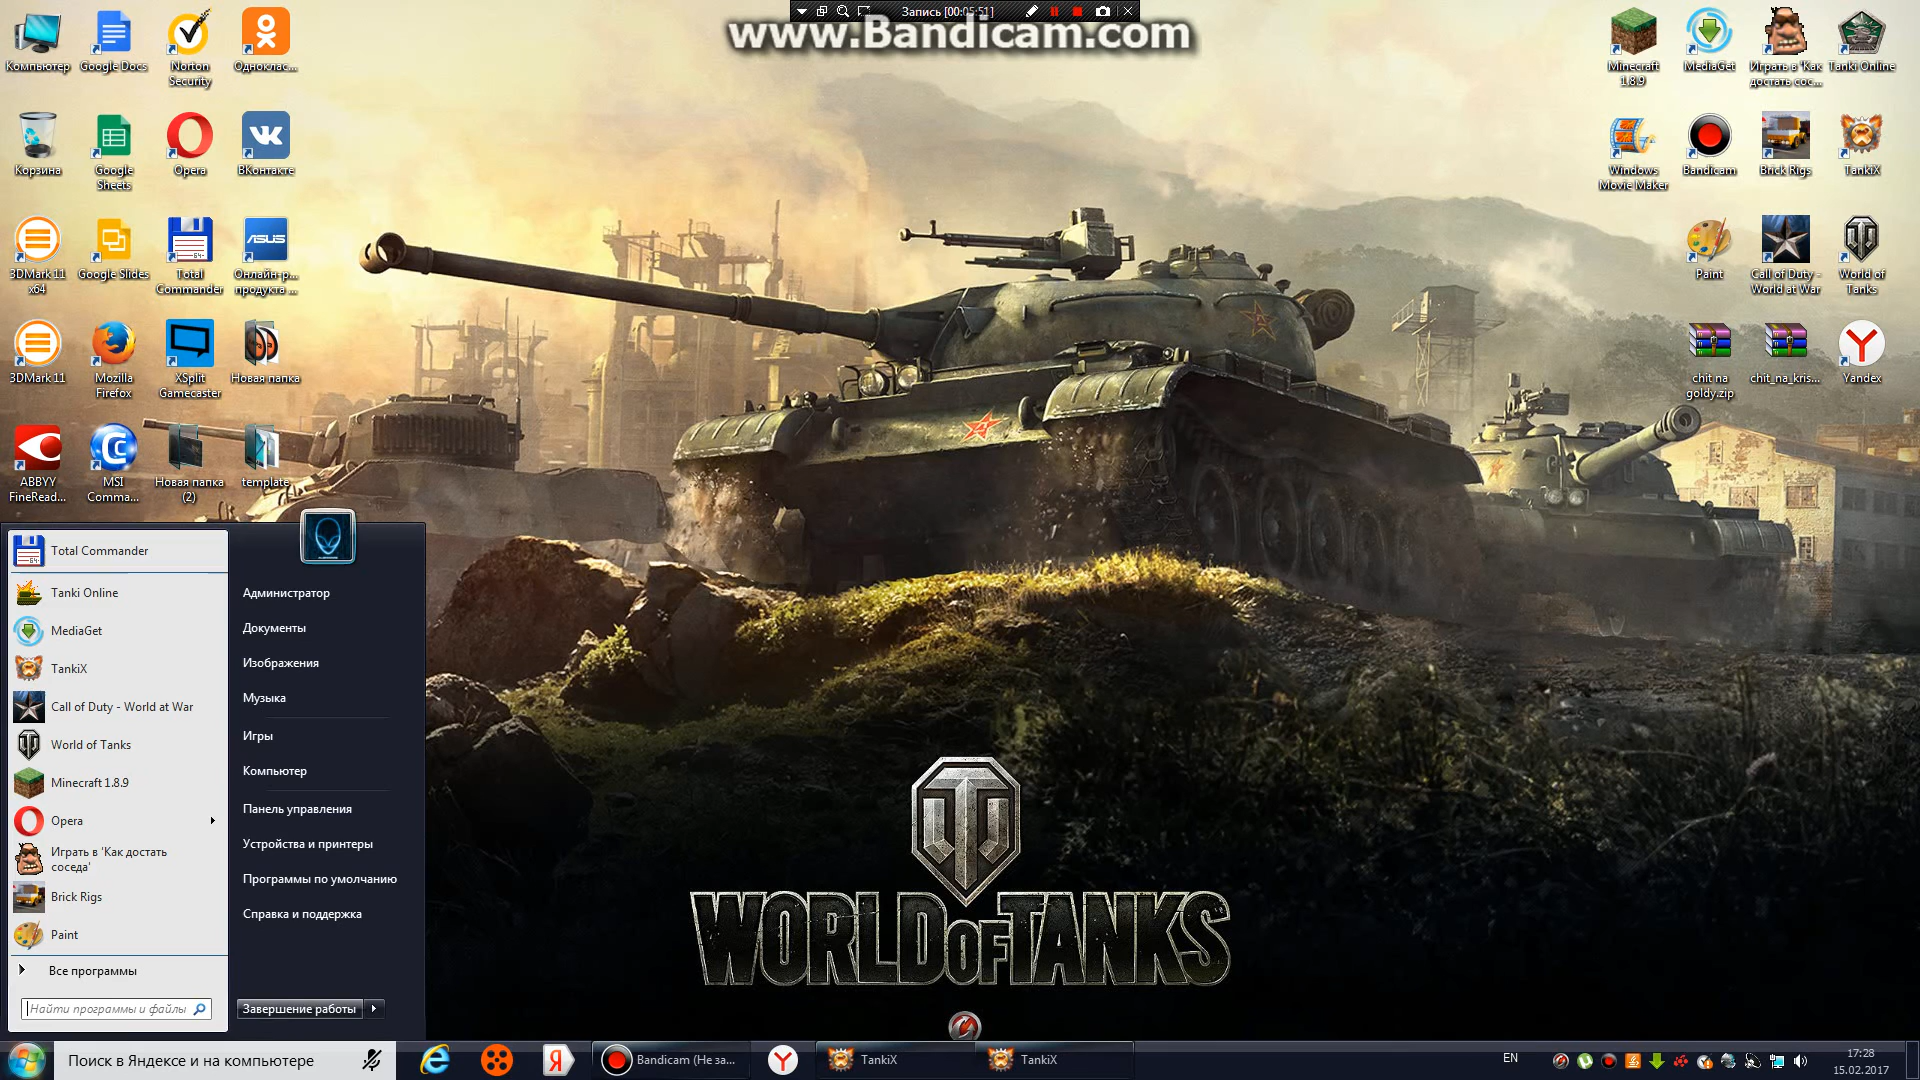 Запись [00:05:51]
www.Bandicam.com
Компьютер
Google Docs
Norton
Security
Одноклас...
Корзина
Google
Sheets
Opera
ВКонтакте
3DMark 11
x64
Google Slides
Total
Commander
Онлайн-р...
продукта ...
3DMark 11
Mozilla
Firefox
XSplit
Gamecaster
Новая папка
ABBYY
FineRead...
MSI
Comma...
Новая папка
(2)
template
Minecraft
1.8.9
MediaGet
Играть в 'Как
достать сос...
Tanki Online
Windows
Movie Maker
Bandicam
Brick Rigs
TankiX
Paint
Call of Duty -
World at War
World of
Tanks
chit na
goldy.zip
chit_na_kris...
Yandex
ASUS
Total Commander
Tanki Online
MediaGet
TankiX
Call of Duty - World at War
World of Tanks
Minecraft 1.8.9
Opera
Играть в 'Как достать
соседа'
Brick Rigs
Paint
Все программы
Найти программы и файлы
Администратор
Документы
Изображения
Музыка
Игры
Компьютер
Панель управления
Устройства и принтеры
Программы по умолчанию
Справка и поддержка
Завершение работы
WORLD OF TANKS
Поиск в Яндексе и на компьютере
Bandicam (Не за...
TankiX
TankiX
EN
17:28
15.02.2017